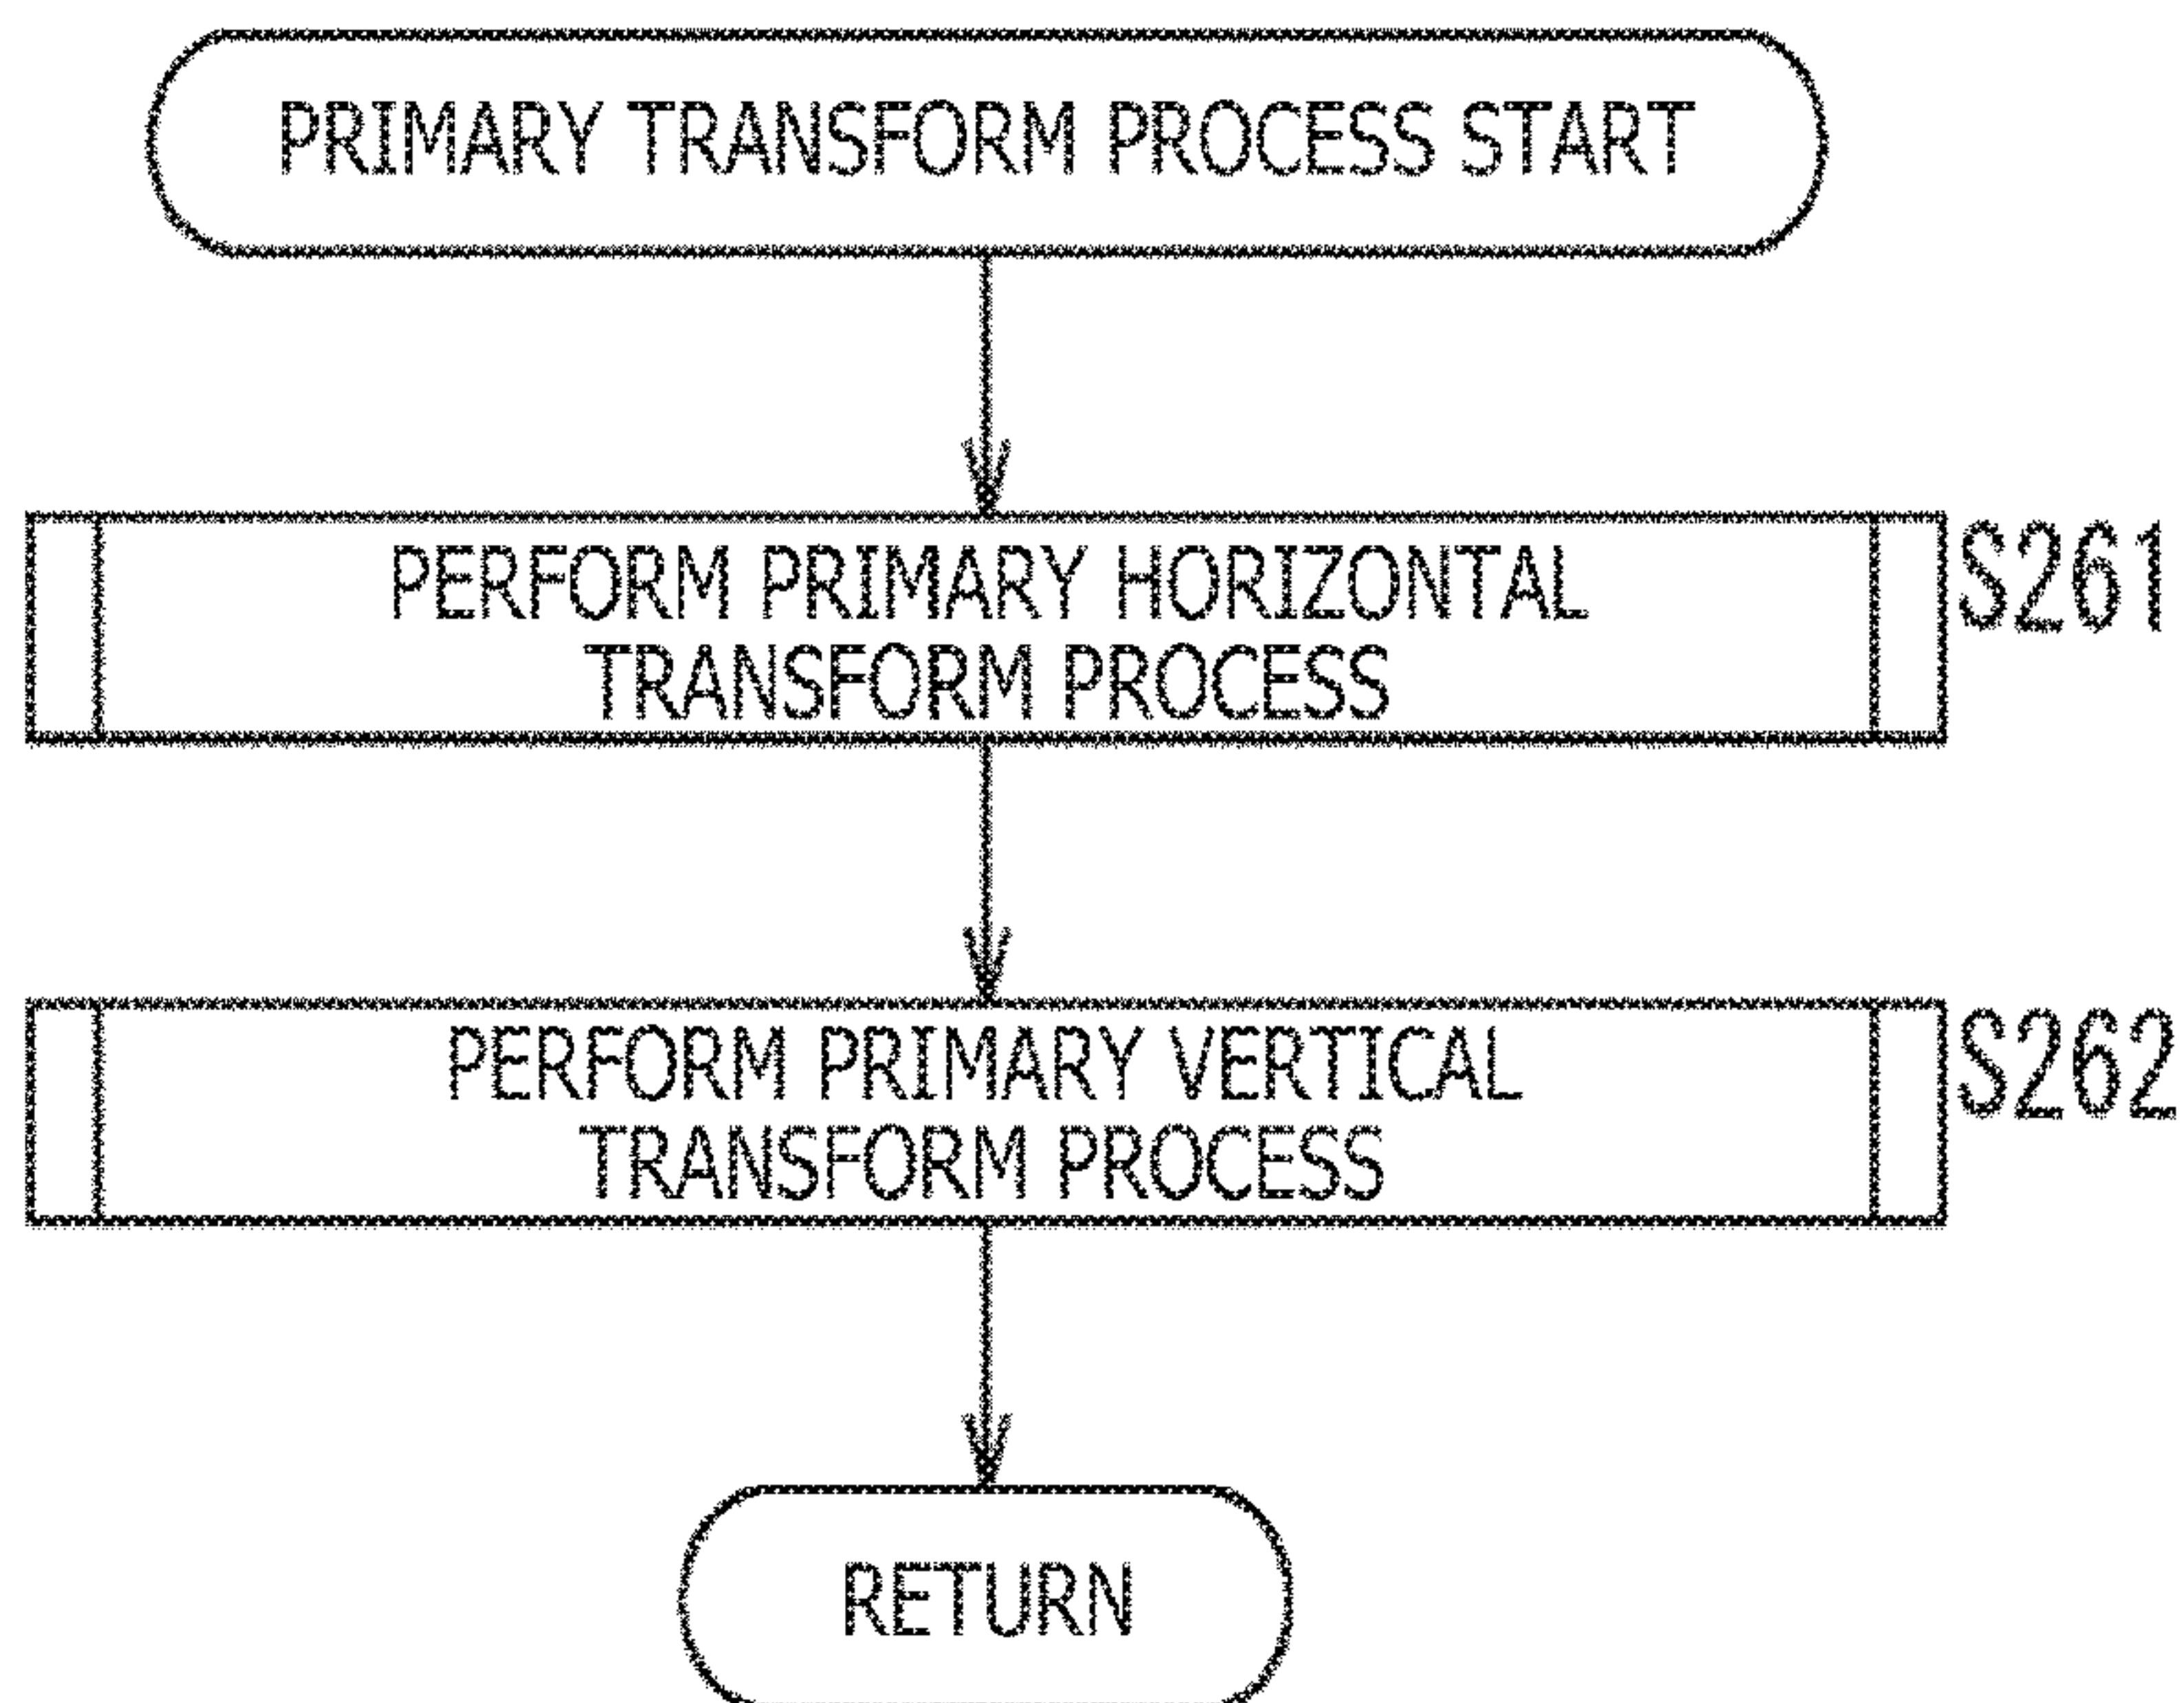 PRIMARY TRANSFORM PROCESS START
PERFORM PRIMARY HORIZONTAL
TRANSFORM PROCESS
S261
PERFORM PRIMARY VERTICAL
TRANSFORM PROCESS
S262
RETURN